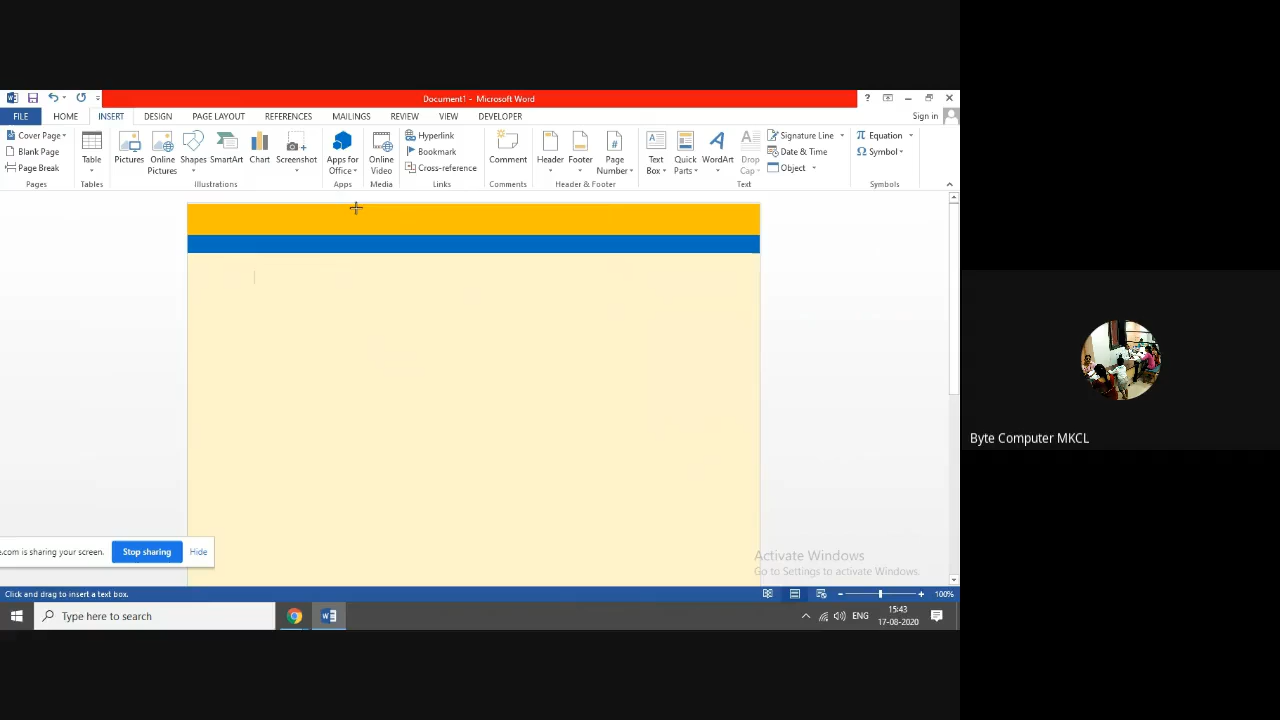 Document1 - Microsoft Word
?
Sign in
FILE HOME INSERT DESIGN PAGE LAYOUT REFERENCES MAILINGS REVIEW VIEW DEVELOPER
Cover Page
Blank Page
Page Break
Pages
Table
Tables
Pictures
Online Pictures
Shapes
SmartArt
Chart
Screenshot
Illustrations
Apps for Office
Apps
Online Video
Media
Hyperlink
Bookmark
Cross-reference
Links
Comment
Comments
Header
Footer
Page Number
Header & Footer
Text Box
Quick Parts
WordArt
Drop Cap
Signature Line
Date & Time
Object
Text
Equation
Symbol
Symbols
Byte Computer MKCL
e.com is sharing your screen.
Stop sharing
Hide
Activate Windows
Go to Settings to activate Windows.
Click and drag to insert a text box.
100%
Type here to search
ENG
15:43
17-08-2020